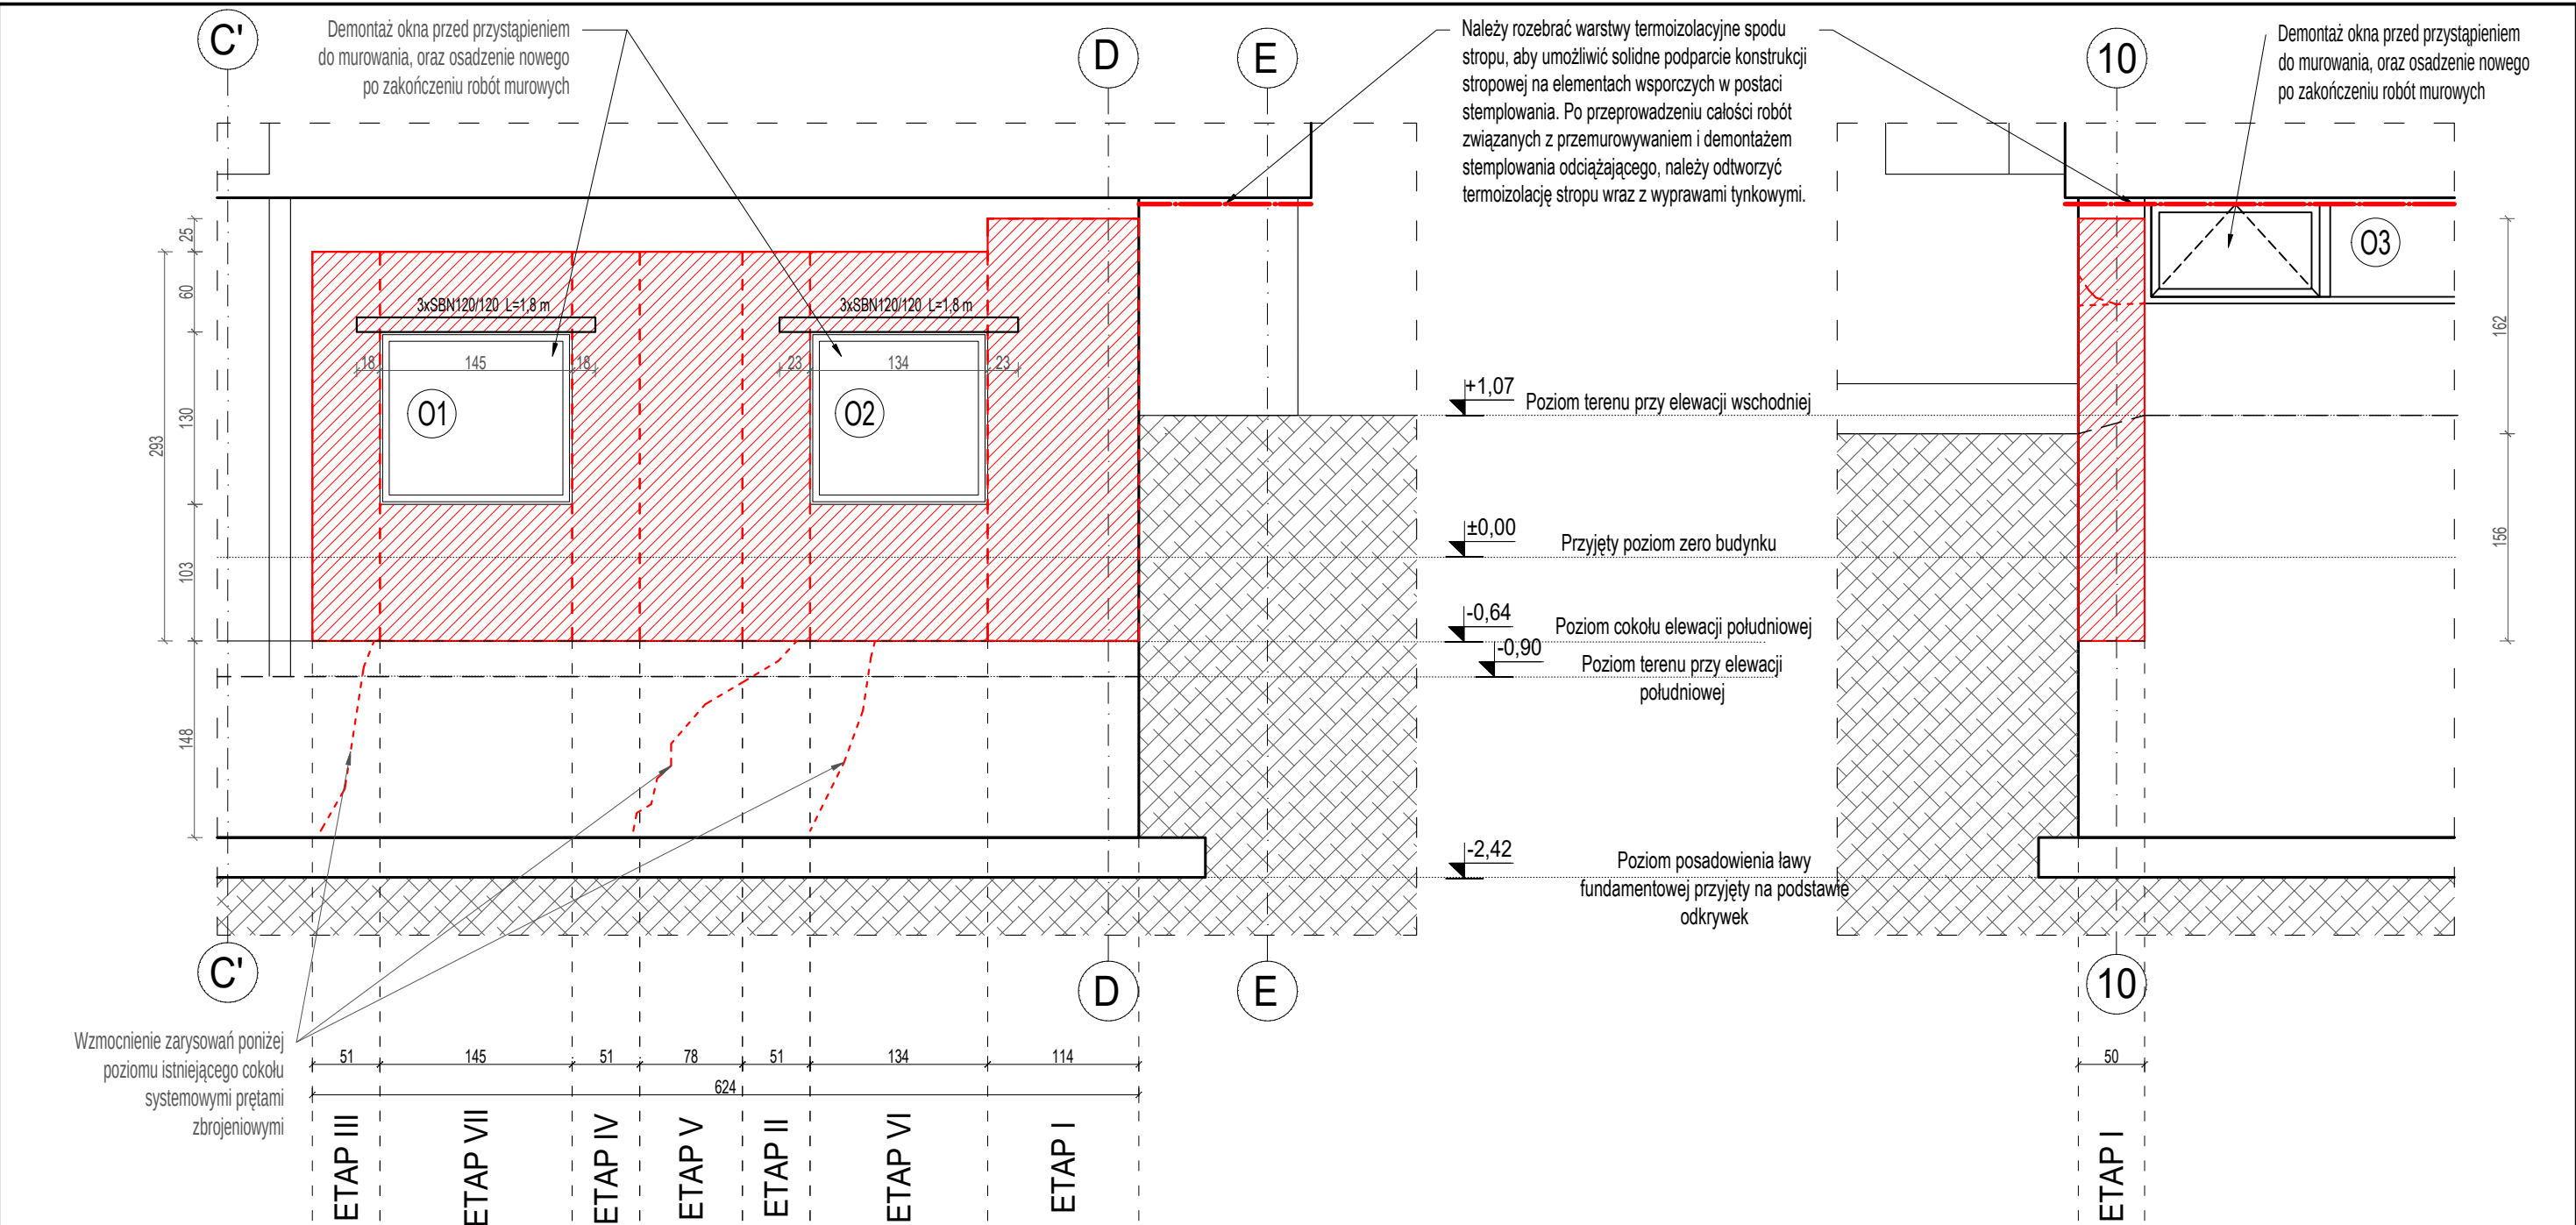 C'
Demontaż okna przed przystąpieniem
do murowania, oraz osadzenie nowego
po zakończeniu robót murowych
D
E
Należy rozebrać warstwy termoizolacyjne spodu
stropu, aby umożliwić solidne podparcie konstrukcji
stropowej na elementach wsporczych w postaci
stemplowania. Po przeprowadzeniu całości robót
związanych z przemurowywaniem i demontażem
stemplowania odciążającego, należy odtworzyć
termoizolację stropu wraz z wyprawami tynkowymi.
10
Demontaż okna przed przystąpieniem
do murowania, oraz osadzenie nowego
po zakończeniu robót murowych
25
60
130
103
148
293
3xSBN120/120 L=1,8 m
3xSBN120/120 L=1,8 m
18
145
18
23
134
23
O1
O2
O3
+1,07
Poziom terenu przy elewacji wschodniej
±0,00
Przyjęty poziom zero budynku
-0,64
Poziom cokołu elewacji południowej
-0,90
Poziom terenu przy elewacji
południowej
-2,42
Poziom posadowienia ławy
fundamentowej przyjęty na podstawie
odkrywek
162
156
C'
D
E
10
Wzmocnienie zarysowań poniżej
poziomu istniejącego cokołu
systemowymi prętami
zbrojeniowymi
51
145
51
78
51
134
114
624
50
ETAP III
ETAP VII
ETAP IV
ETAP V
ETAP II
ETAP VI
ETAP I
ETAP I